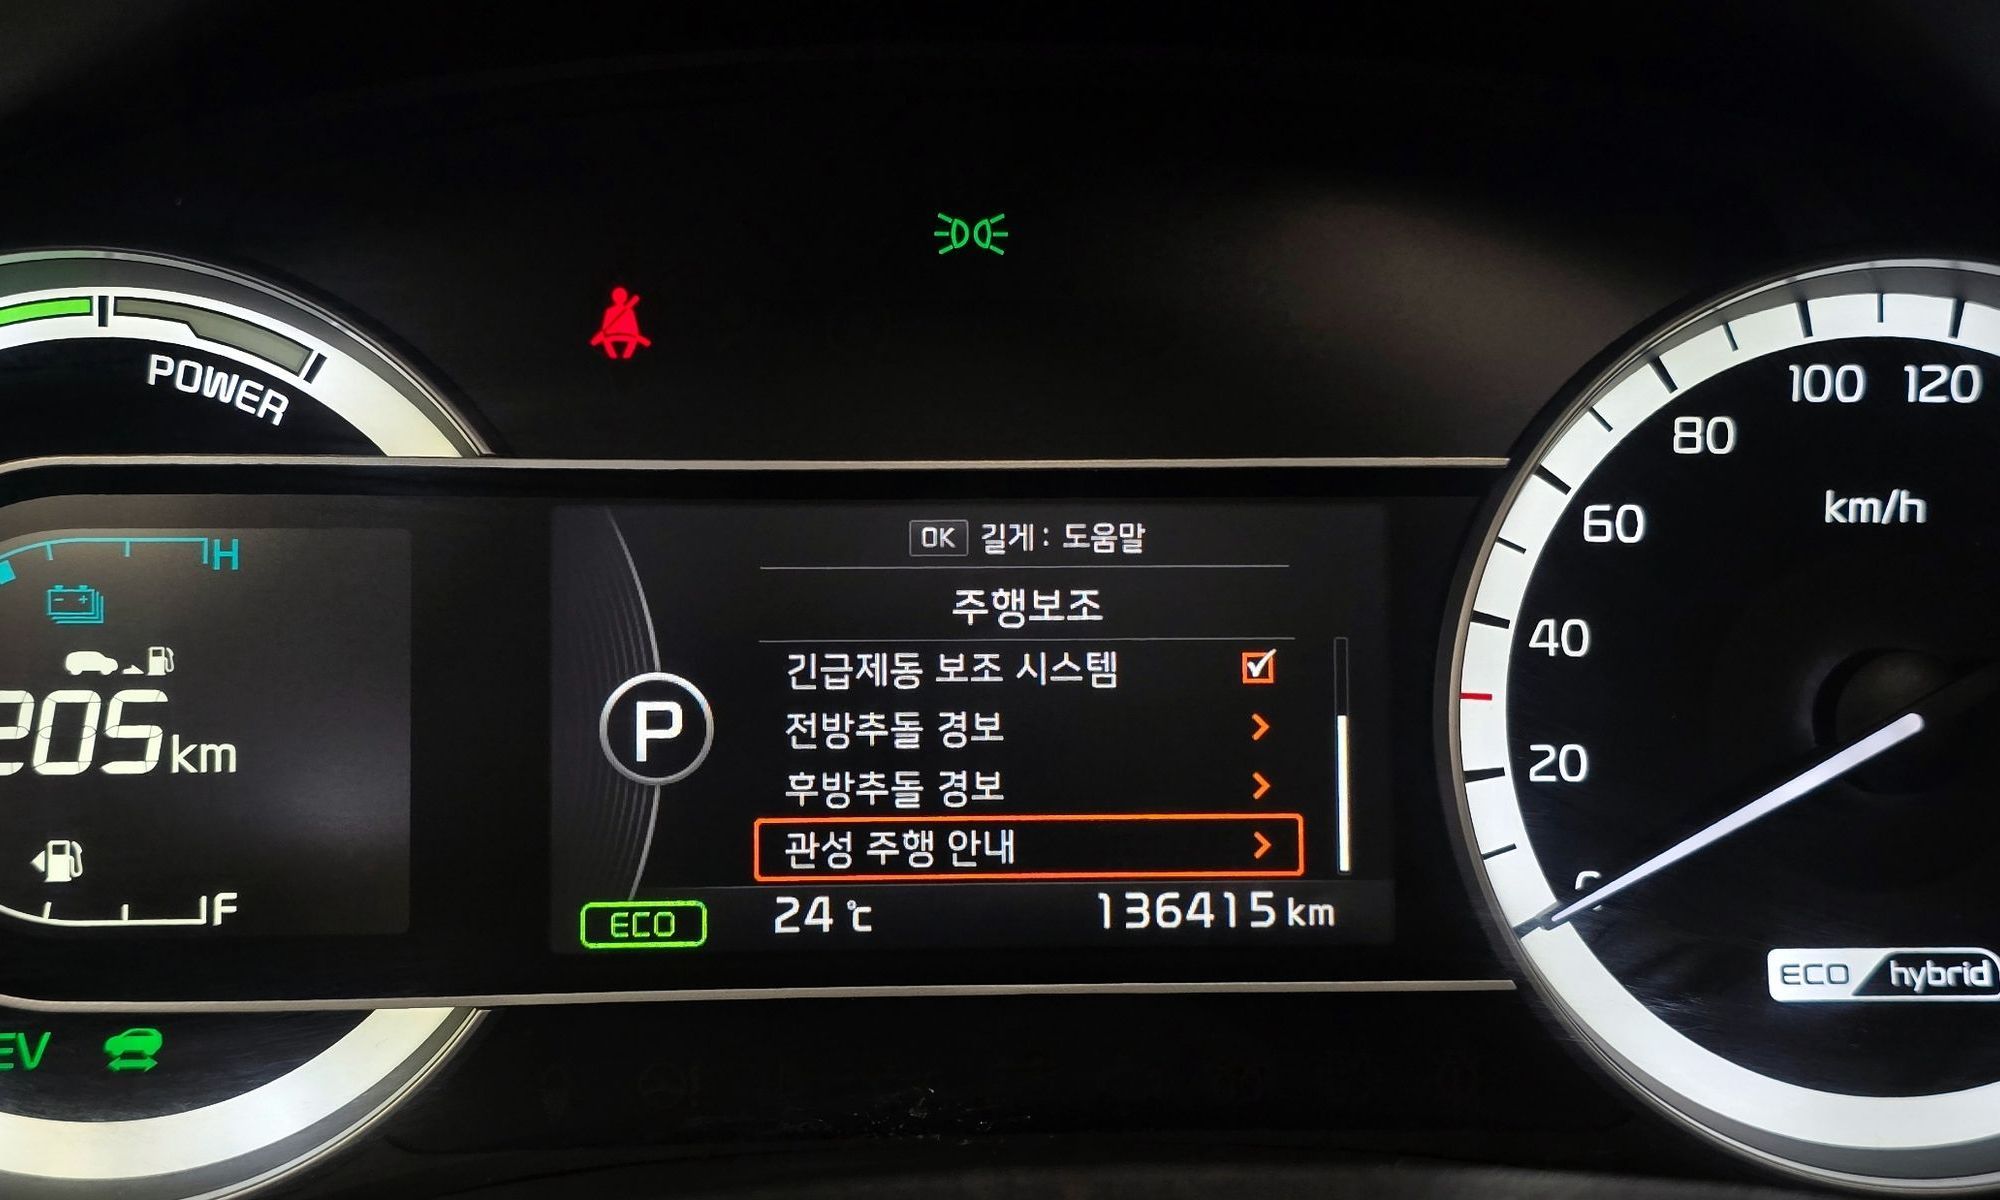 POWER
H
205 km
F
EV
OK 길게 : 도움말
주행보조
긴급제동 보조 시스템
전방추돌 경보
후방추돌 경보
관성 주행 안내
P
ECO
24 ℃
136415 km
120
100
80
60
40
20
km/h
ECO hybrid